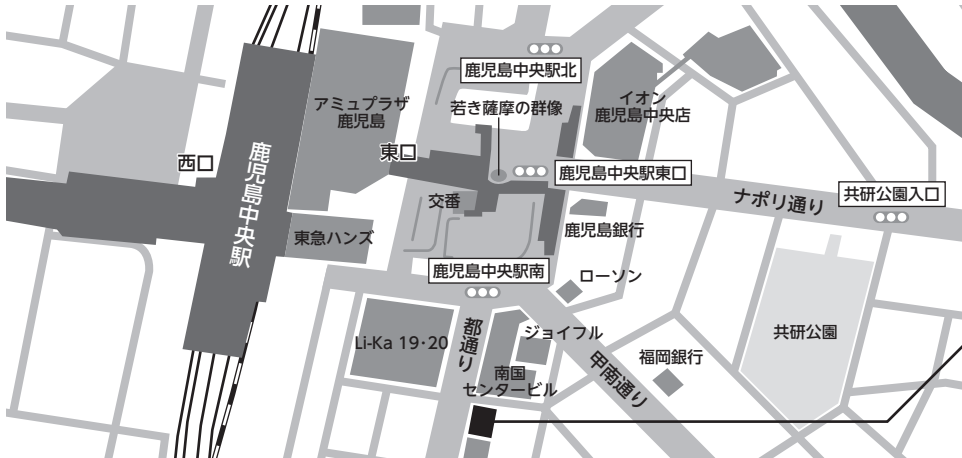 鹿児島中央駅北
アミュプラザ
鹿児島
若き薩摩の群像
イオン
鹿児島中央店
西口
東口
鹿児島中央駅
鹿児島中央駅東口
ナポリ通り
共研公園入口
交番
東急ハンズ
鹿児島銀行
鹿児島中央駅南
ローソン
Li-Ka 19･20
都通り
ジョイフル
南国
センタービル
甲南通り
福岡銀行
共研公園